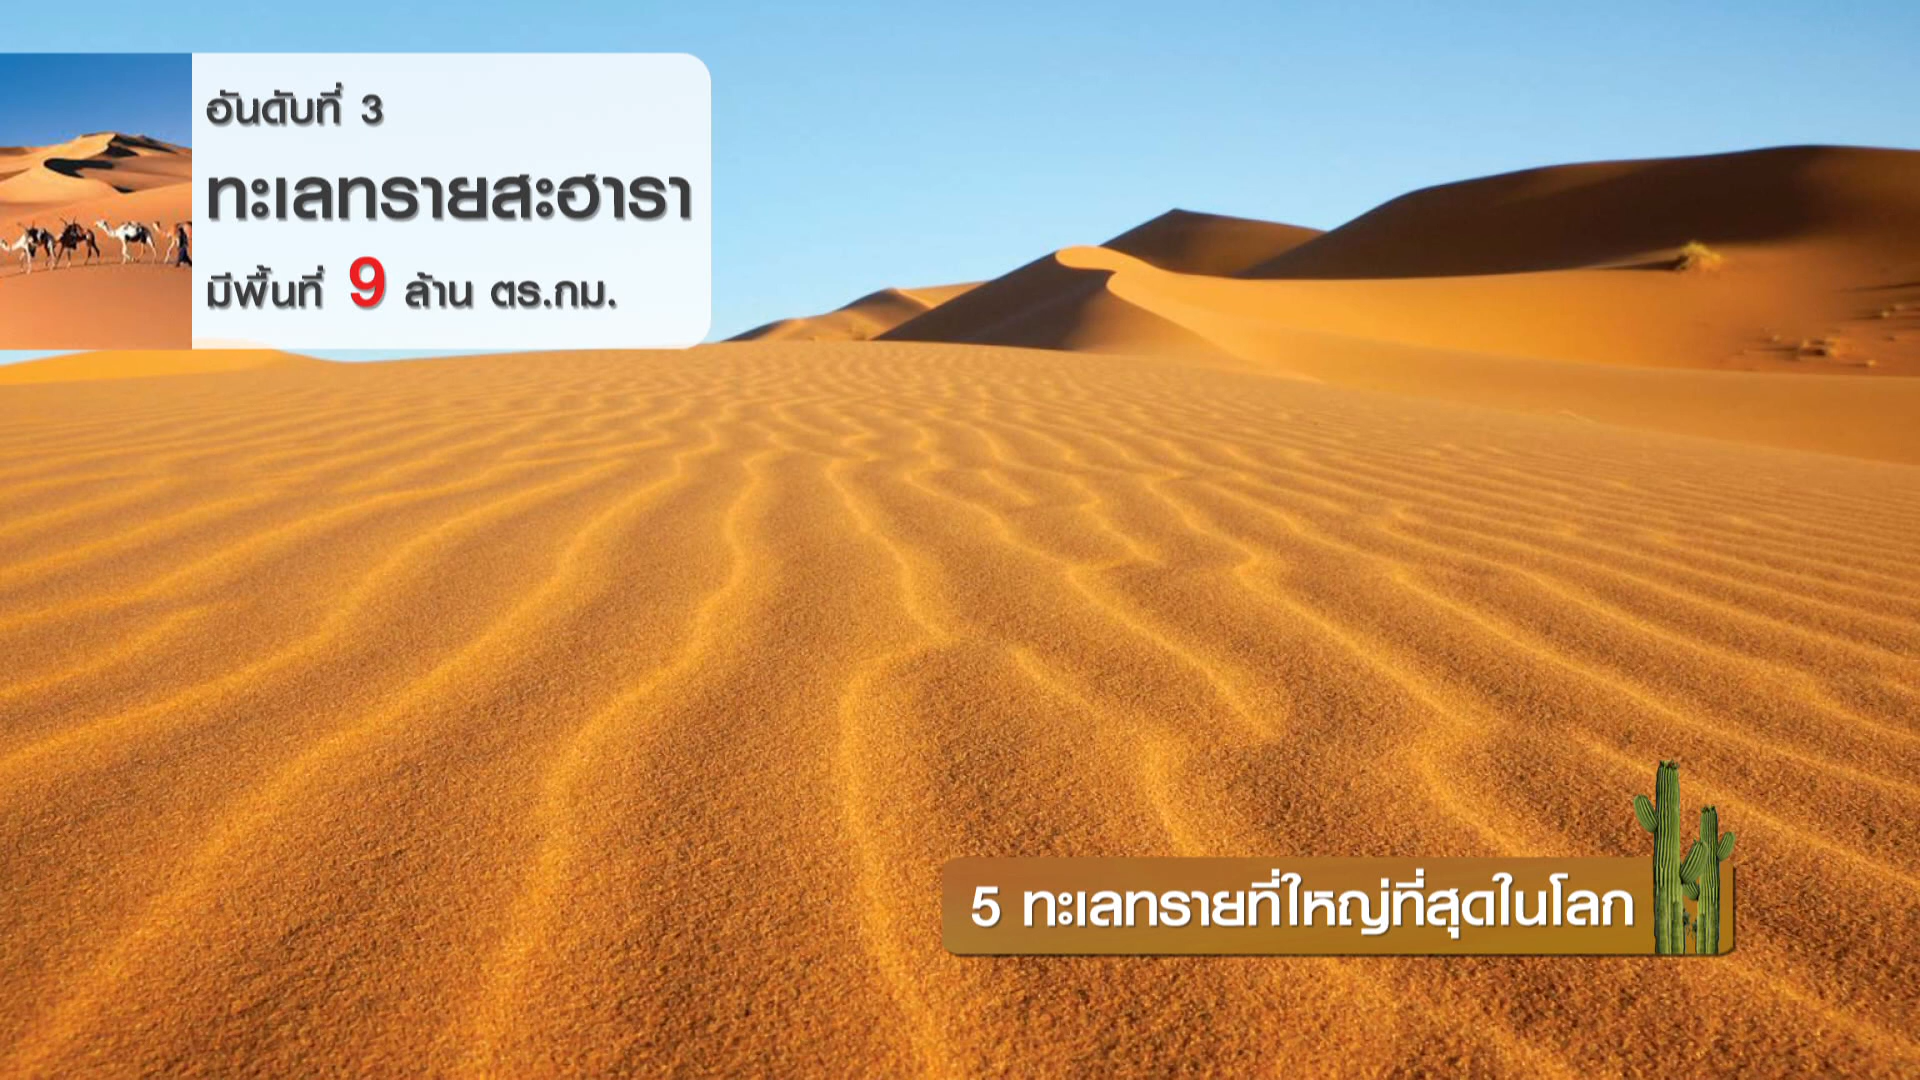 อันดับที่ 3
ทะเลทรายสะฮารา
มีพื้นที่ 9 ล้าน ตร.กม.
5 ทะเลทรายที่ใหญ่ที่สุดในโลก